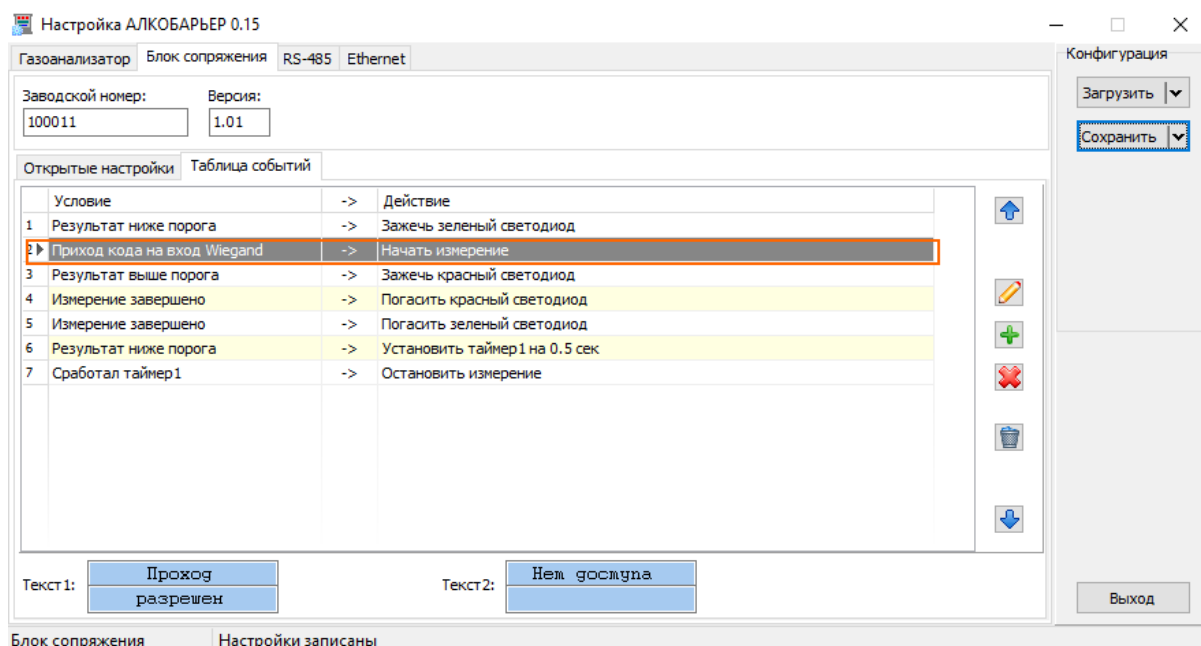 Настройка АЛКОБАРЬЕР 0.15
Газоанализатор Блок сопряжения RS-485 Ethernet
Конфигурация
Заводской номер: Версия:
100011 1.01
Загрузить
Сохранить
Открытые настройки Таблица событий
Условие -> Действие
1 Результат ниже порога -> Зажечь зеленый светодиод
2 Приход кода на вход Wiegand -> Начать измерение
3 Результат выше порога -> Зажечь красный светодиод
4 Измерение завершено -> Погасить красный светодиод
5 Измерение завершено -> Погасить зеленый светодиод
6 Результат ниже порога -> Установить таймер1 на 0.5 сек
7 Сработал таймер1 -> Остановить измерение
Текст1: Проход разрешен
Текст2: Нет доступа
Выход
Блок сопряжения Настройки записаны